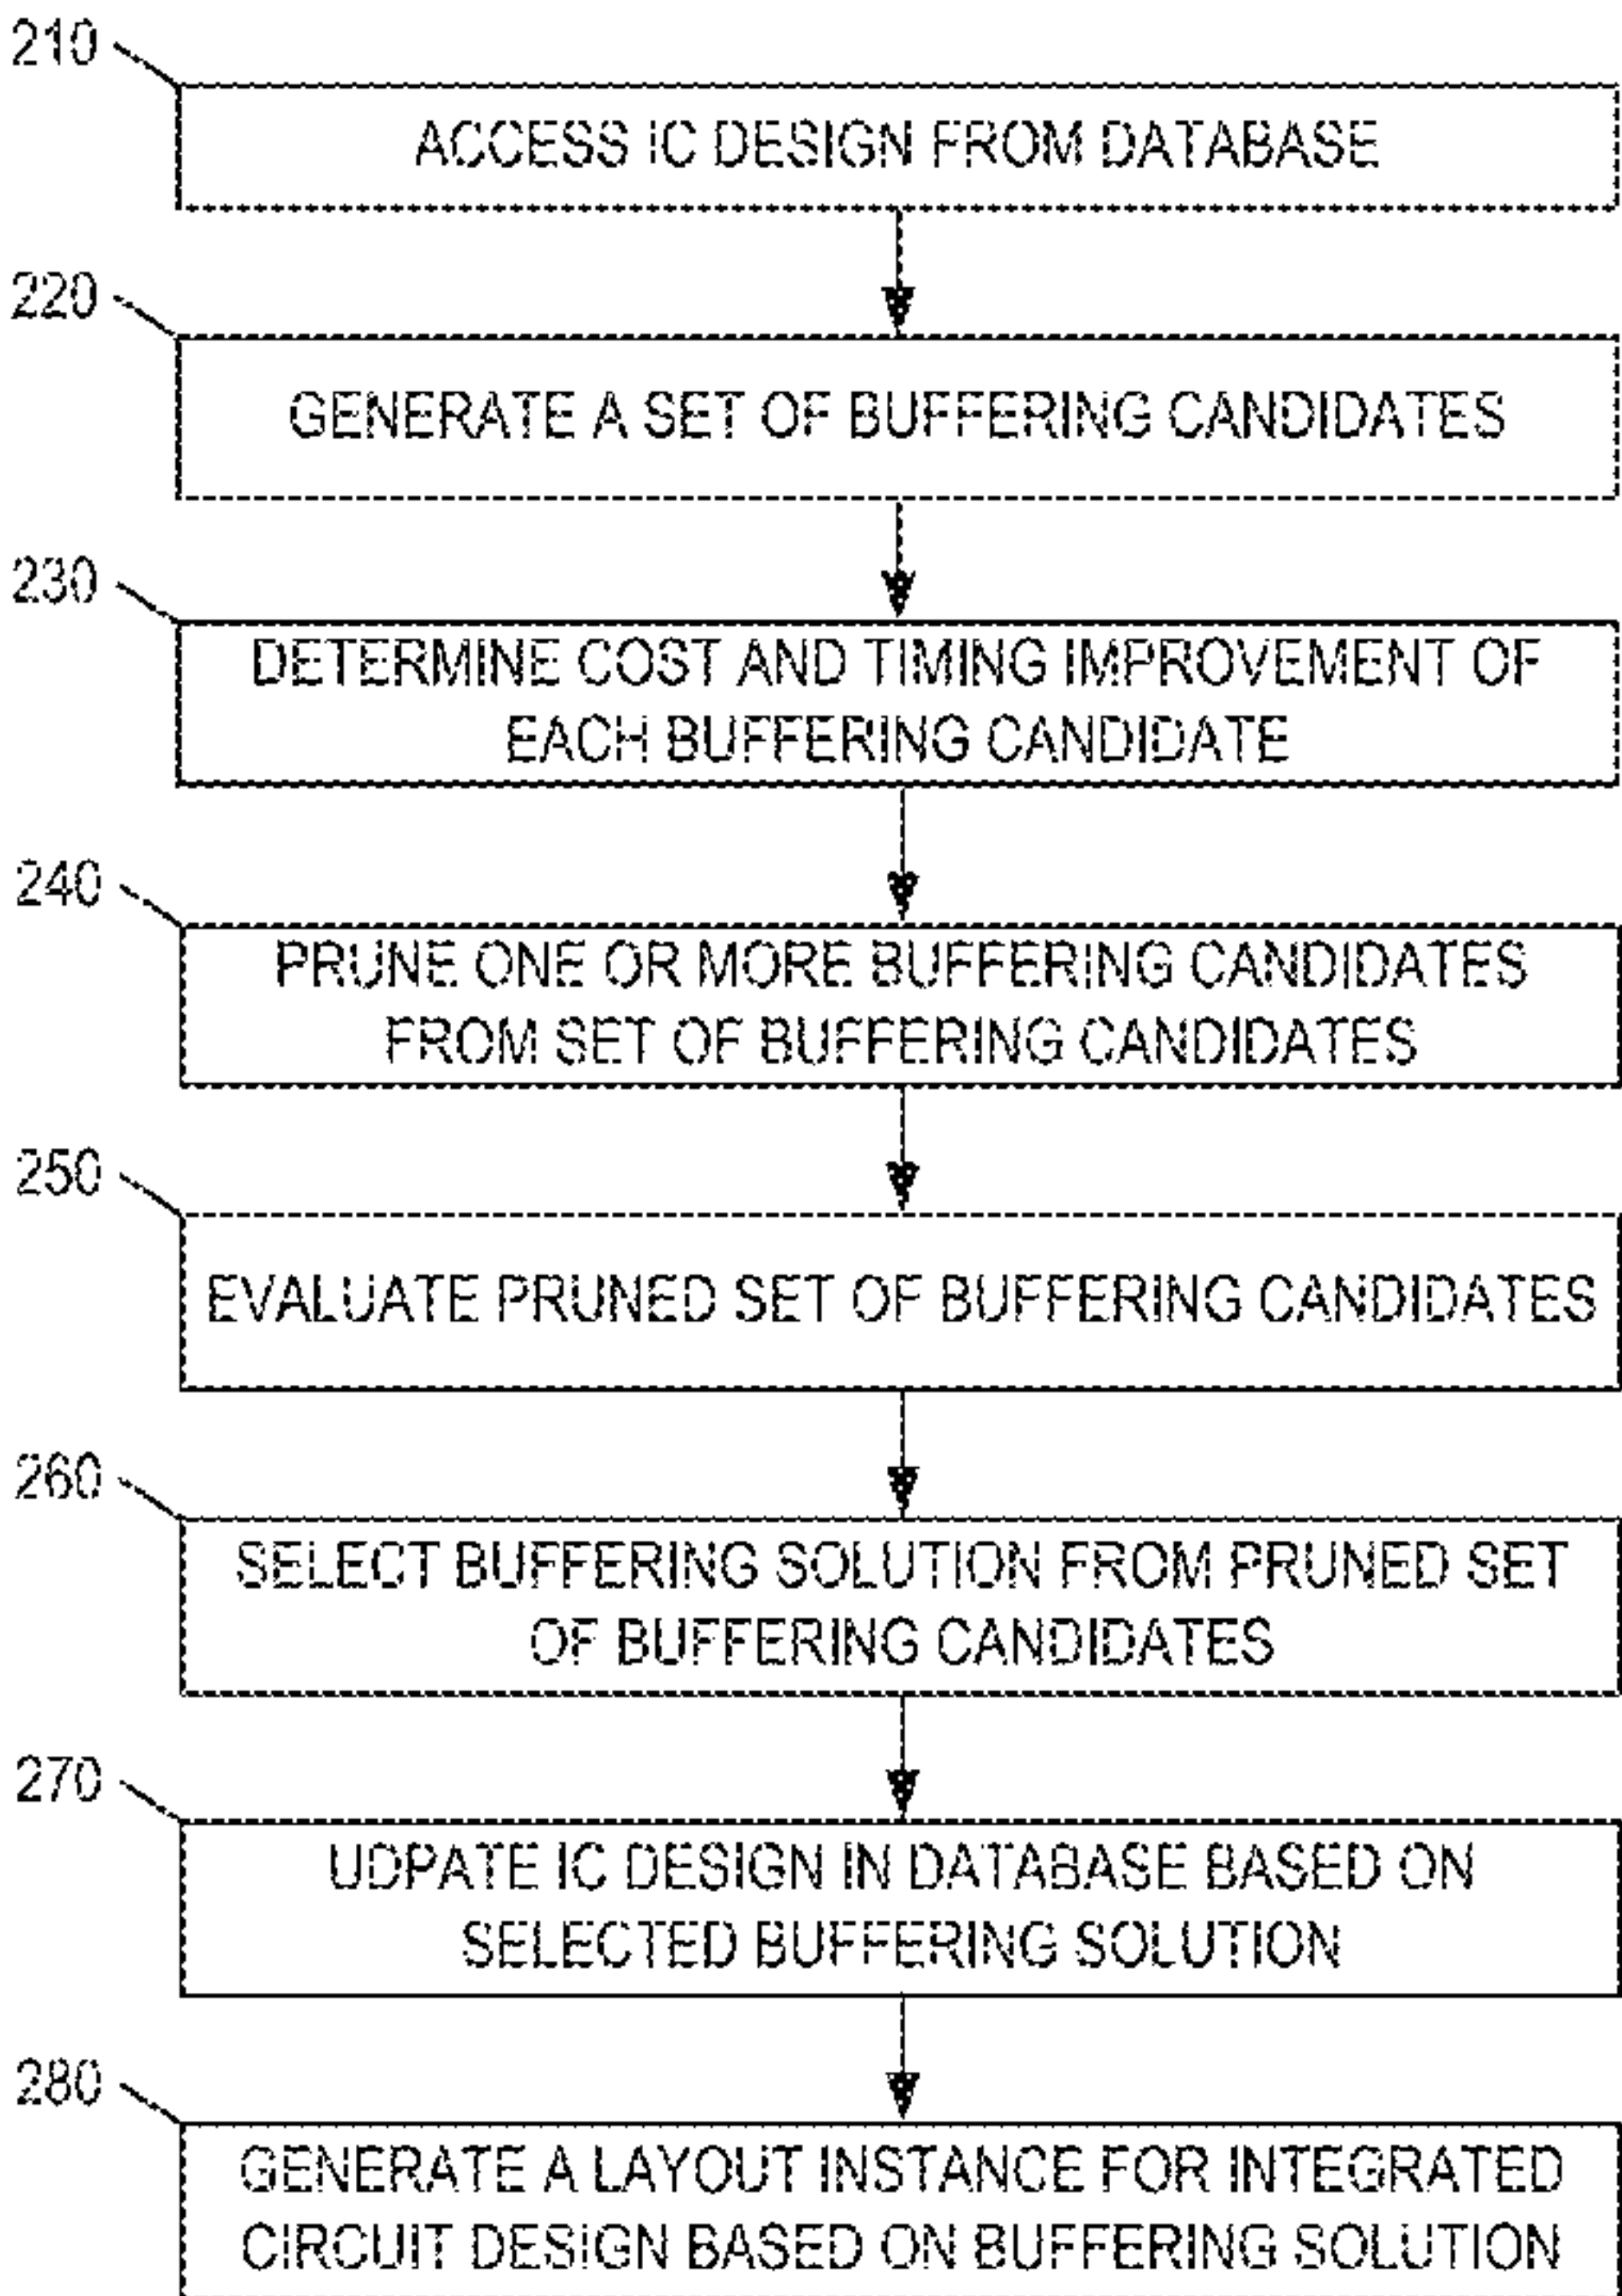 210
ACCESS IC DESIGN FROM DATABASE
220
GENERATE A SET OF BUFFERING CANDIDATES
230
DETERMINE COST AND TIMING IMPROVEMENT OF
EACH BUFFERING CANDIDATE
240
PRUNE ONE OR MORE BUFFERING CANDIDATES
FROM SET OF BUFFERING CANDIDATES
250
EVALUATE PRUNED SET OF BUFFERING CANDIDATES
260
SELECT BUFFERING SOLUTION FROM PRUNED SET
OF BUFFERING CANDIDATES
270
UDPATE IC DESIGN IN DATABASE BASED ON
SELECTED BUFFERING SOLUTION
280
GENERATE A LAYOUT INSTANCE FOR INTEGRATED
CIRCUIT DESIGN BASED ON BUFFERING SOLUTION